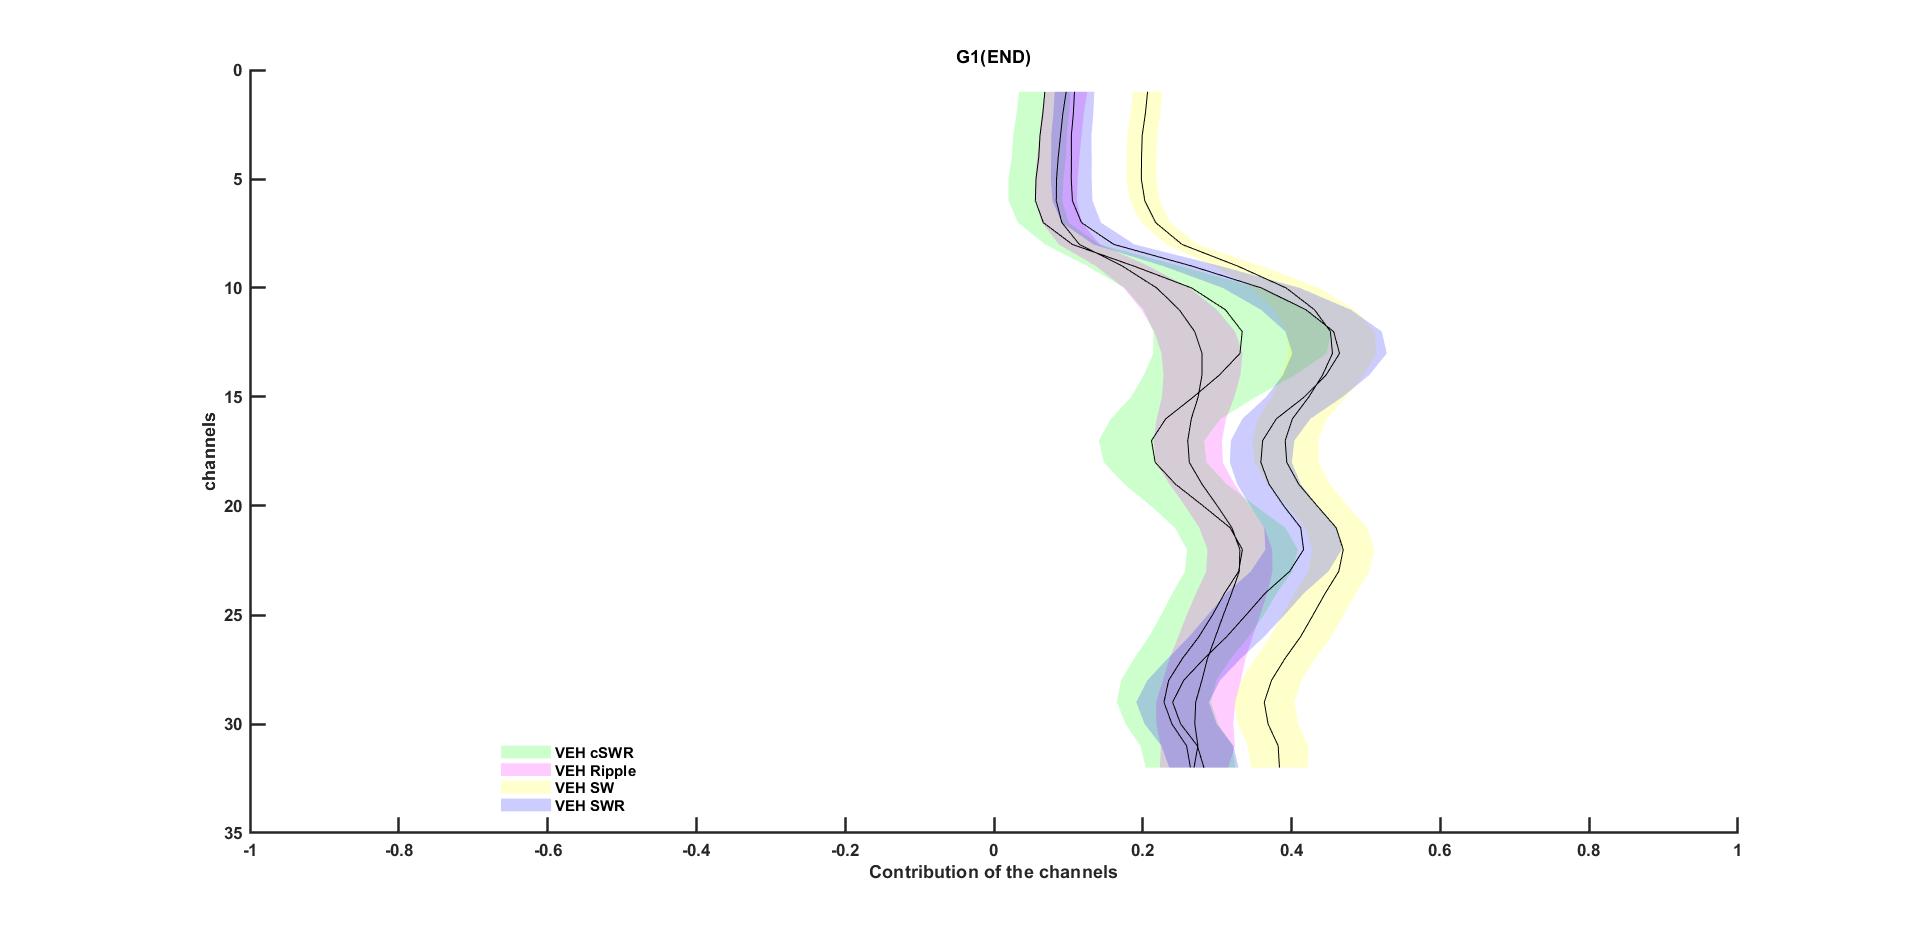 G1(END)
0
5
10
15
20
25
30
35
channels
VEH cSWR
VEH Ripple
VEH SW
VEH SWR
-1 -0.8 -0.6 -0.4 -0.2 0 0.2 0.4 0.6 0.8 1
Contribution of the channels